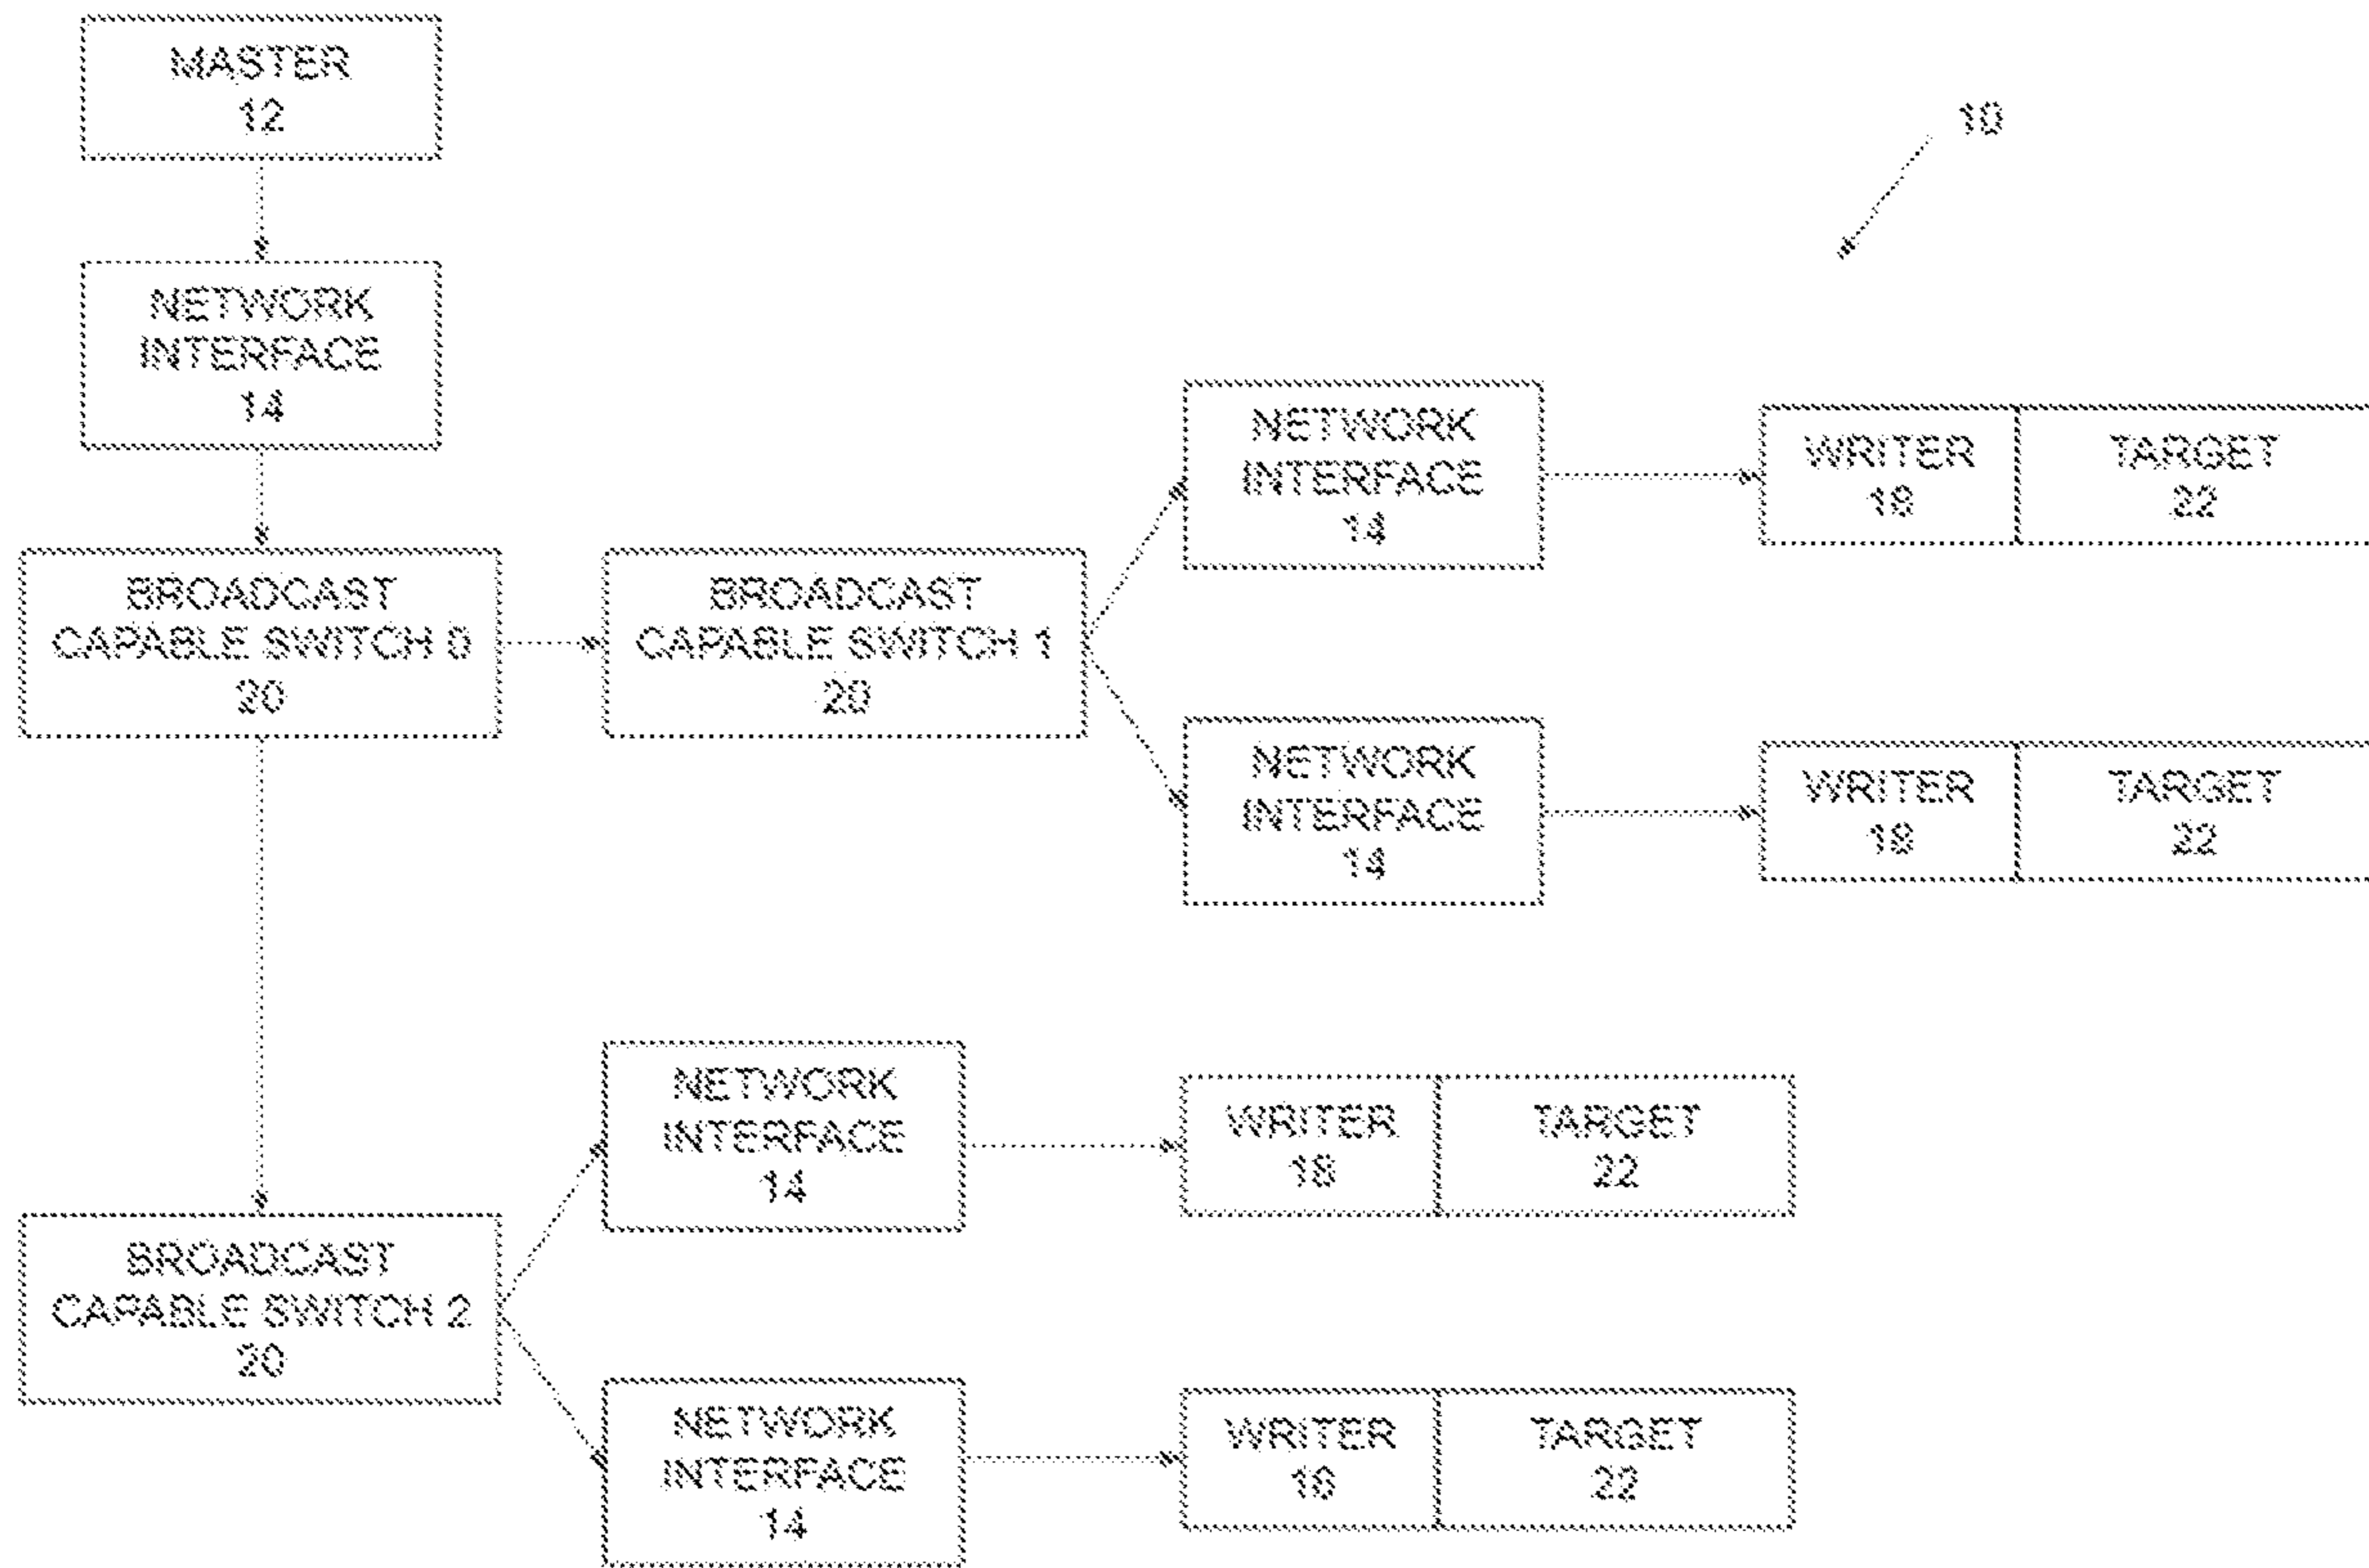 MASTER
12
10
NETWORK
INTERFACE
14
NETWORK
INTERFACE
14
WRITER
18
TARGET
22
BROADCAST
CAPABLE SWITCH 0
20
BROADCAST
CAPABLE SWITCH 1
20
NETWORK
INTERFACE
14
WRITER
18
TARGET
22
NETWORK
INTERFACE
14
WRITER
18
TARGET
22
BROADCAST
CAPABLE SWITCH 2
20
NETWORK
INTERFACE
14
WRITER
18
TARGET
22